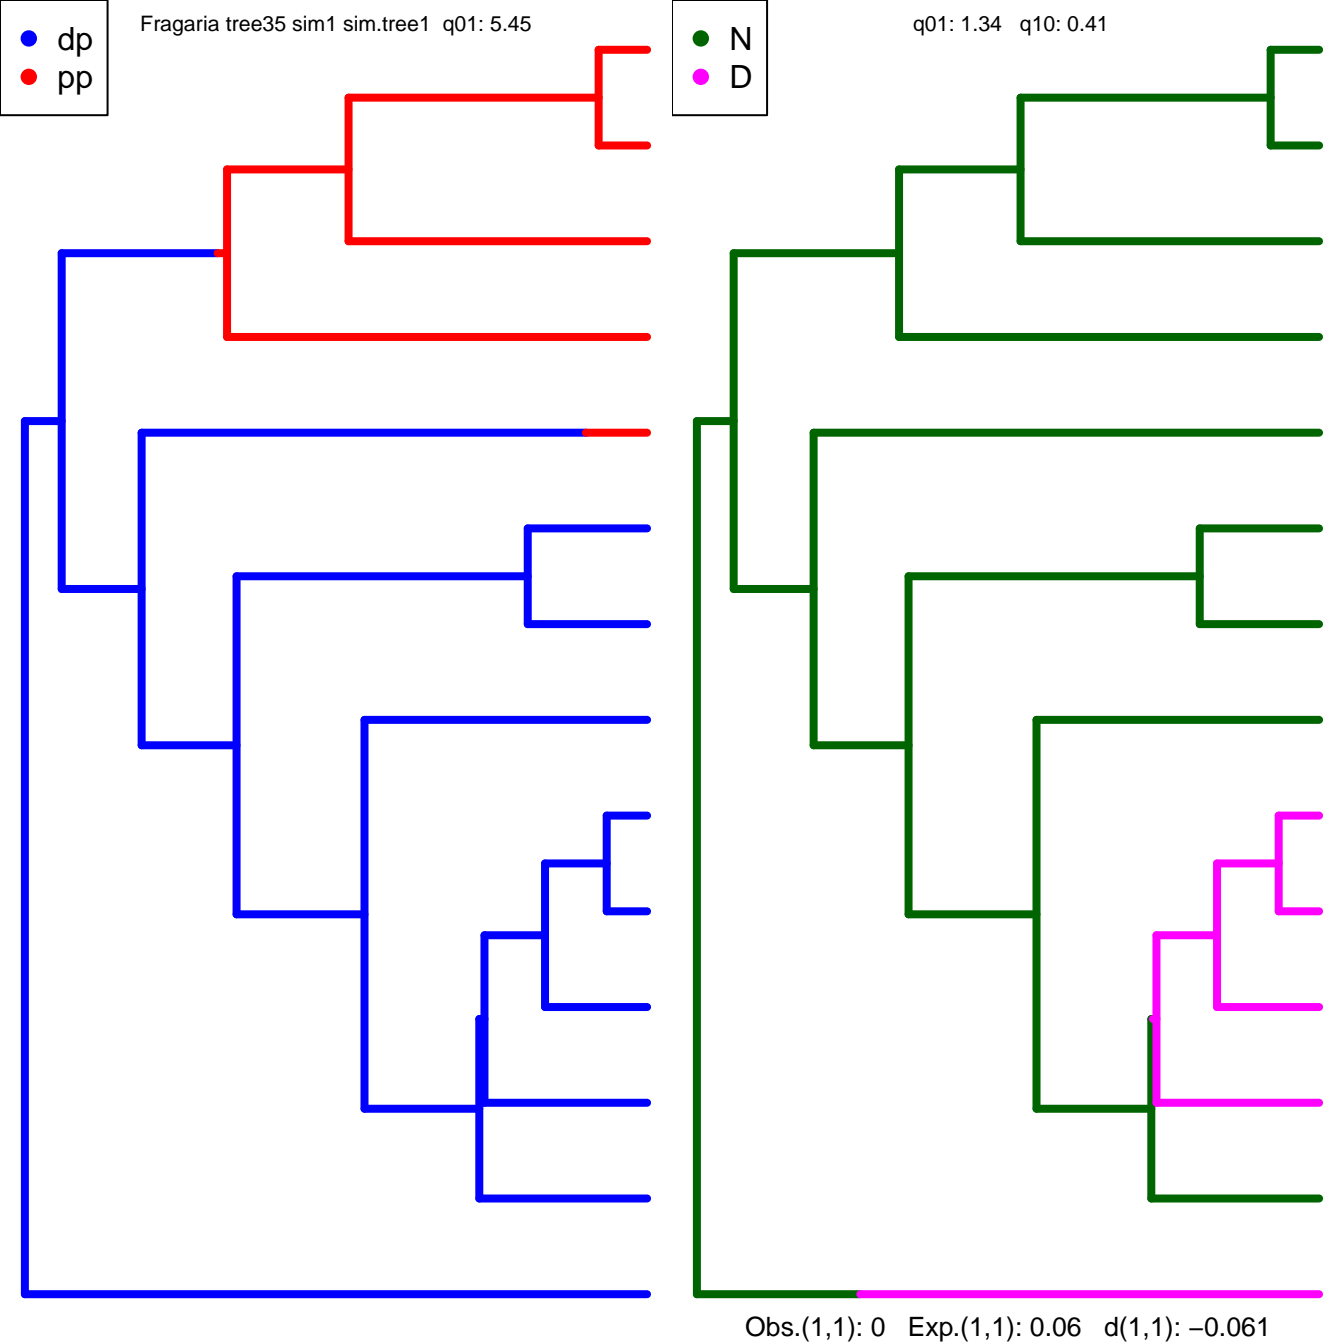 Fragaria tree35 sim1 sim.tree1  q01: 5.45
dp
pp
q01: 1.34   q10: 0.41
N
D
Obs.(1,1): 0   Exp.(1,1): 0.06   d(1,1): −0.061